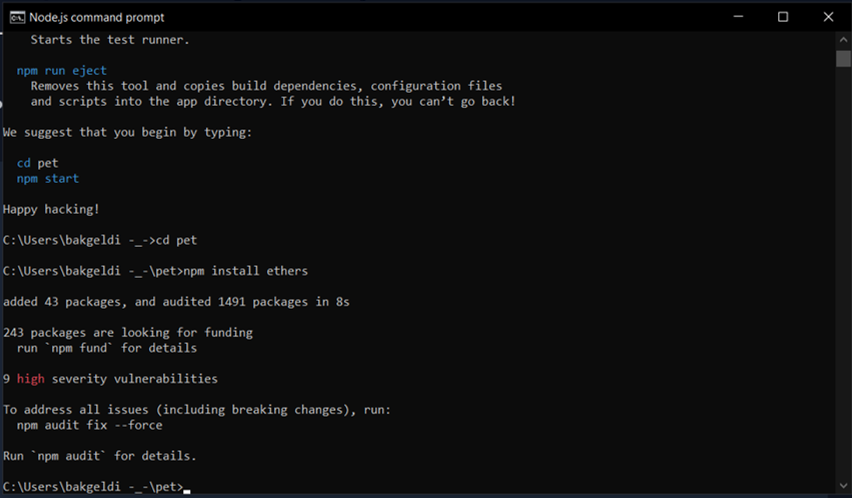 Node.js command prompt
Starts the test runner.
npm run eject
Removes this tool and copies build dependencies, configuration files
and scripts into the app directory. If you do this, you can’t go back!
We suggest that you begin by typing:
cd pet
npm start
Happy hacking!
C:\Users\bakgeldi -_->cd pet
C:\Users\bakgeldi -_-\pet>npm install ethers
added 43 packages, and audited 1491 packages in 8s
243 packages are looking for funding
run `npm fund` for details
9 high severity vulnerabilities
To address all issues (including breaking changes), run:
npm audit fix --force
Run `npm audit` for details.
C:\Users\bakgeldi -_-\pet>